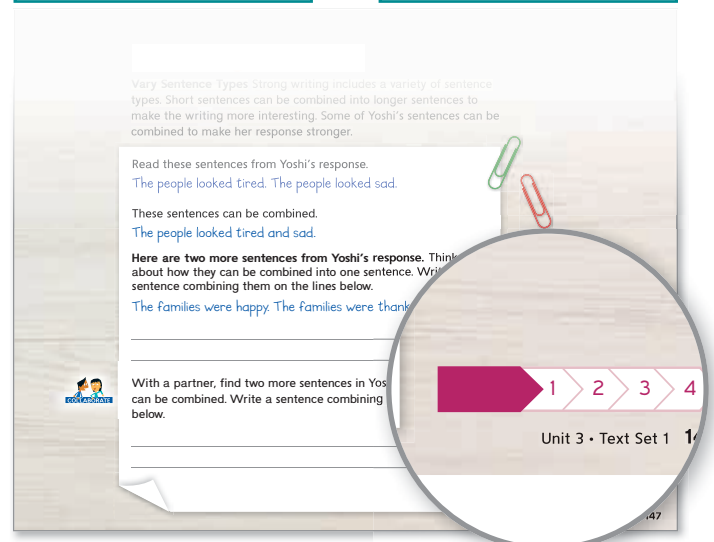 Vary Sentence Types Strong writing includes a variety of sentence
types. Short sentences can be combined into longer sentences to
make the writing more interesting. Some of Yoshi's sentences can be
combined to make her response stronger.
Read these sentences from Yoshi's response.
The people looked tired. The people looked sad.
These sentences can be combined.
The people looked tired and sad.
Here are two more sentences from Yoshi's response. Think
about how they can be combined into one sentence.
sentence combining them on the lines below.
The families were happy. The families were
COLLABORATE
With a partner, find two more sentences in
can be combined. Write a sentence combining
below.
1 2 3 4
Unit 3 • Text Set 1
147